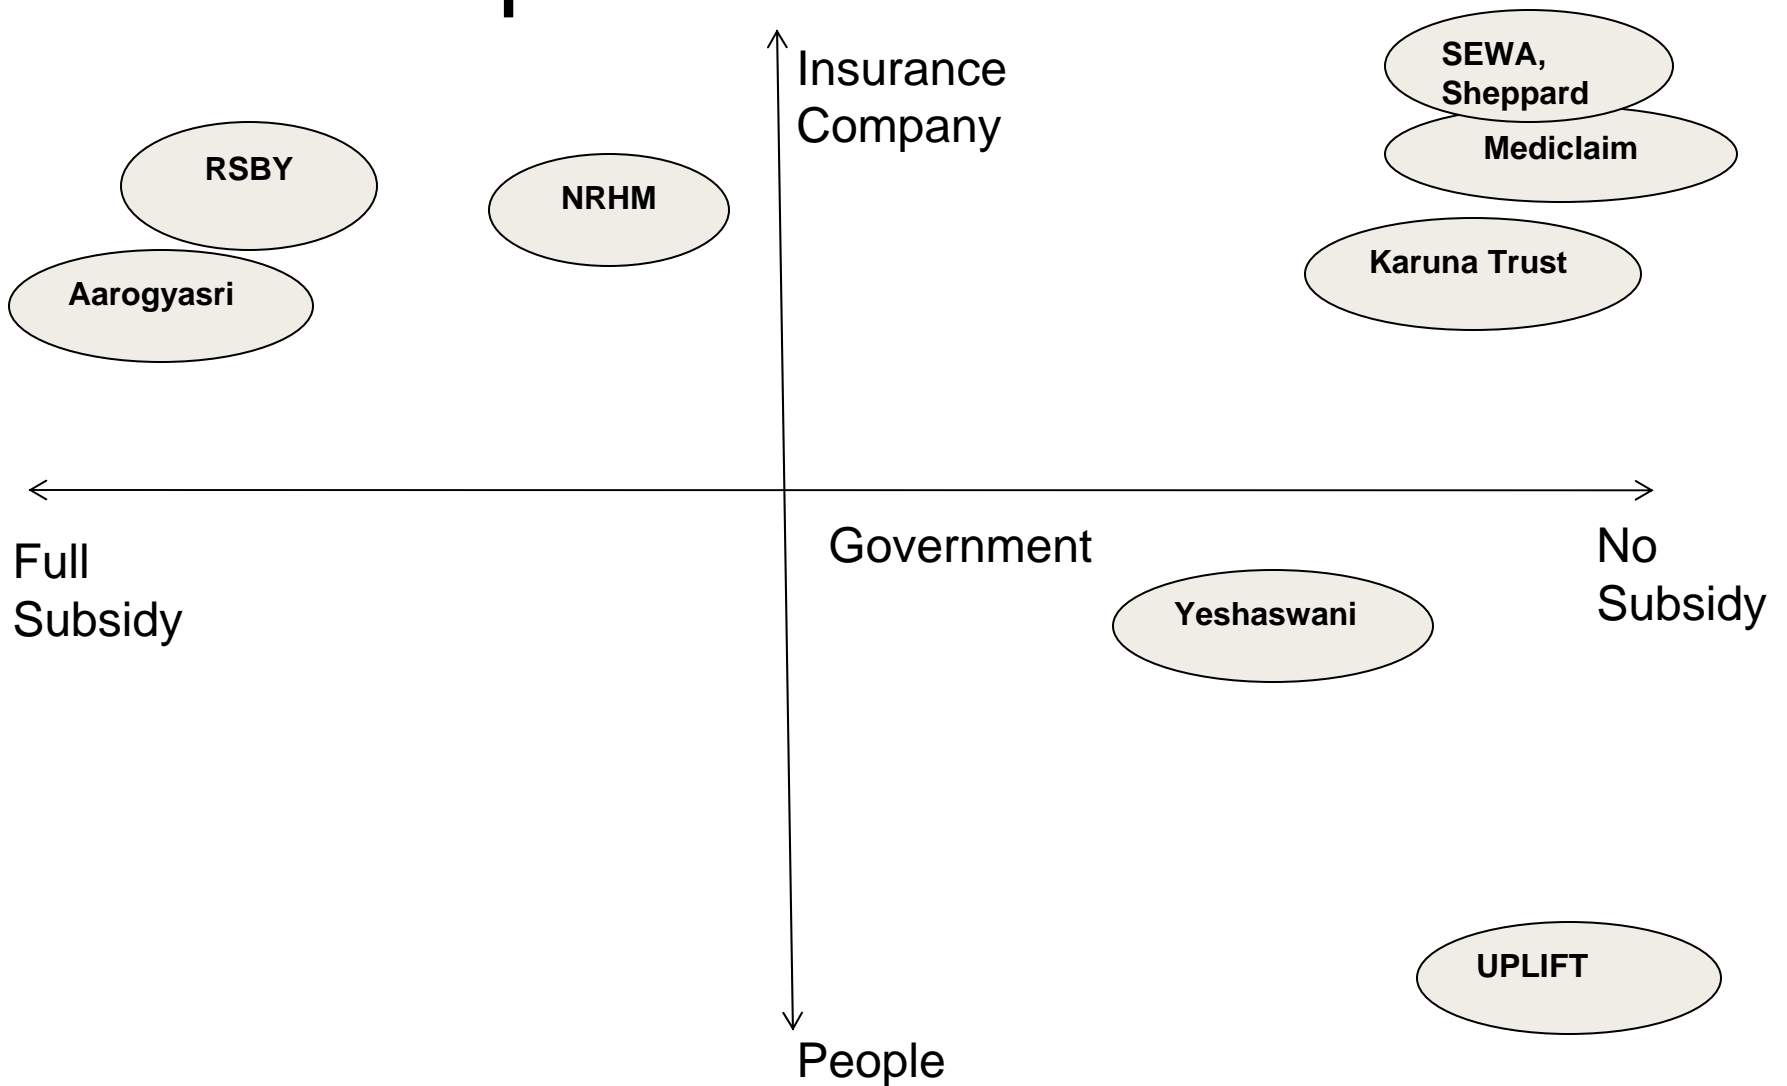 Insurance
Company
SEWA,
Sheppard
Mediclaim
RSBY
NRHM
Karuna Trust
Aarogyasri
Full
Subsidy
Government
No
Subsidy
Yeshaswani
UPLIFT
People